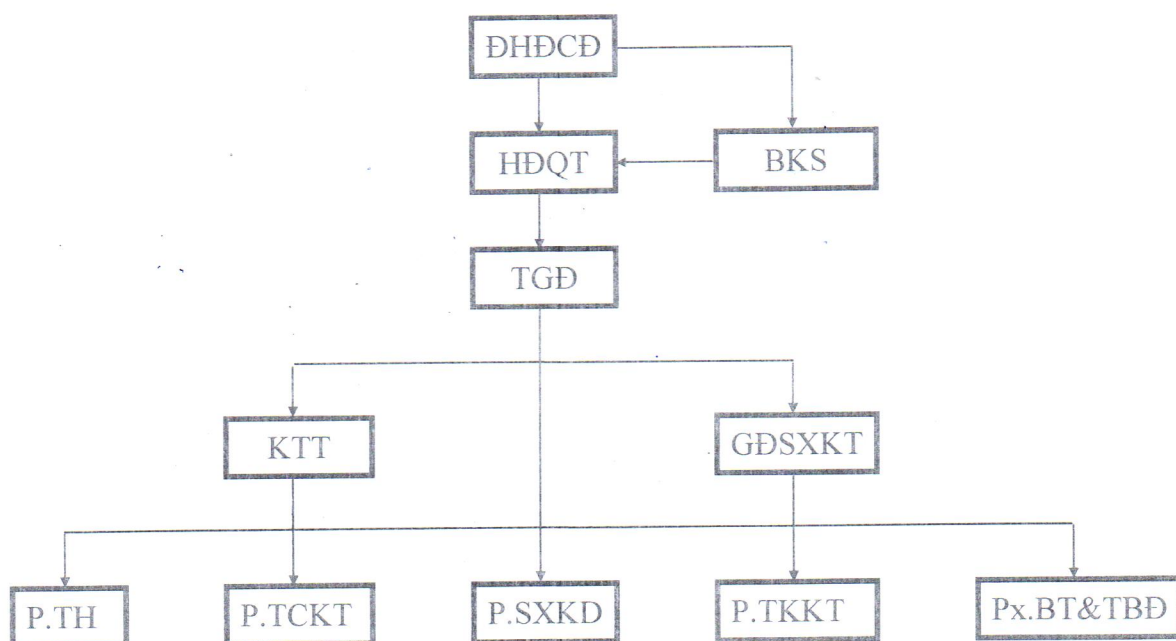 ĐHĐCĐ
HĐQT
BKS
TGĐ
KTT
GĐSXKT
P.TH
P.TCKT
P.SXKD
P.TKKT
Px.BT&TBĐ